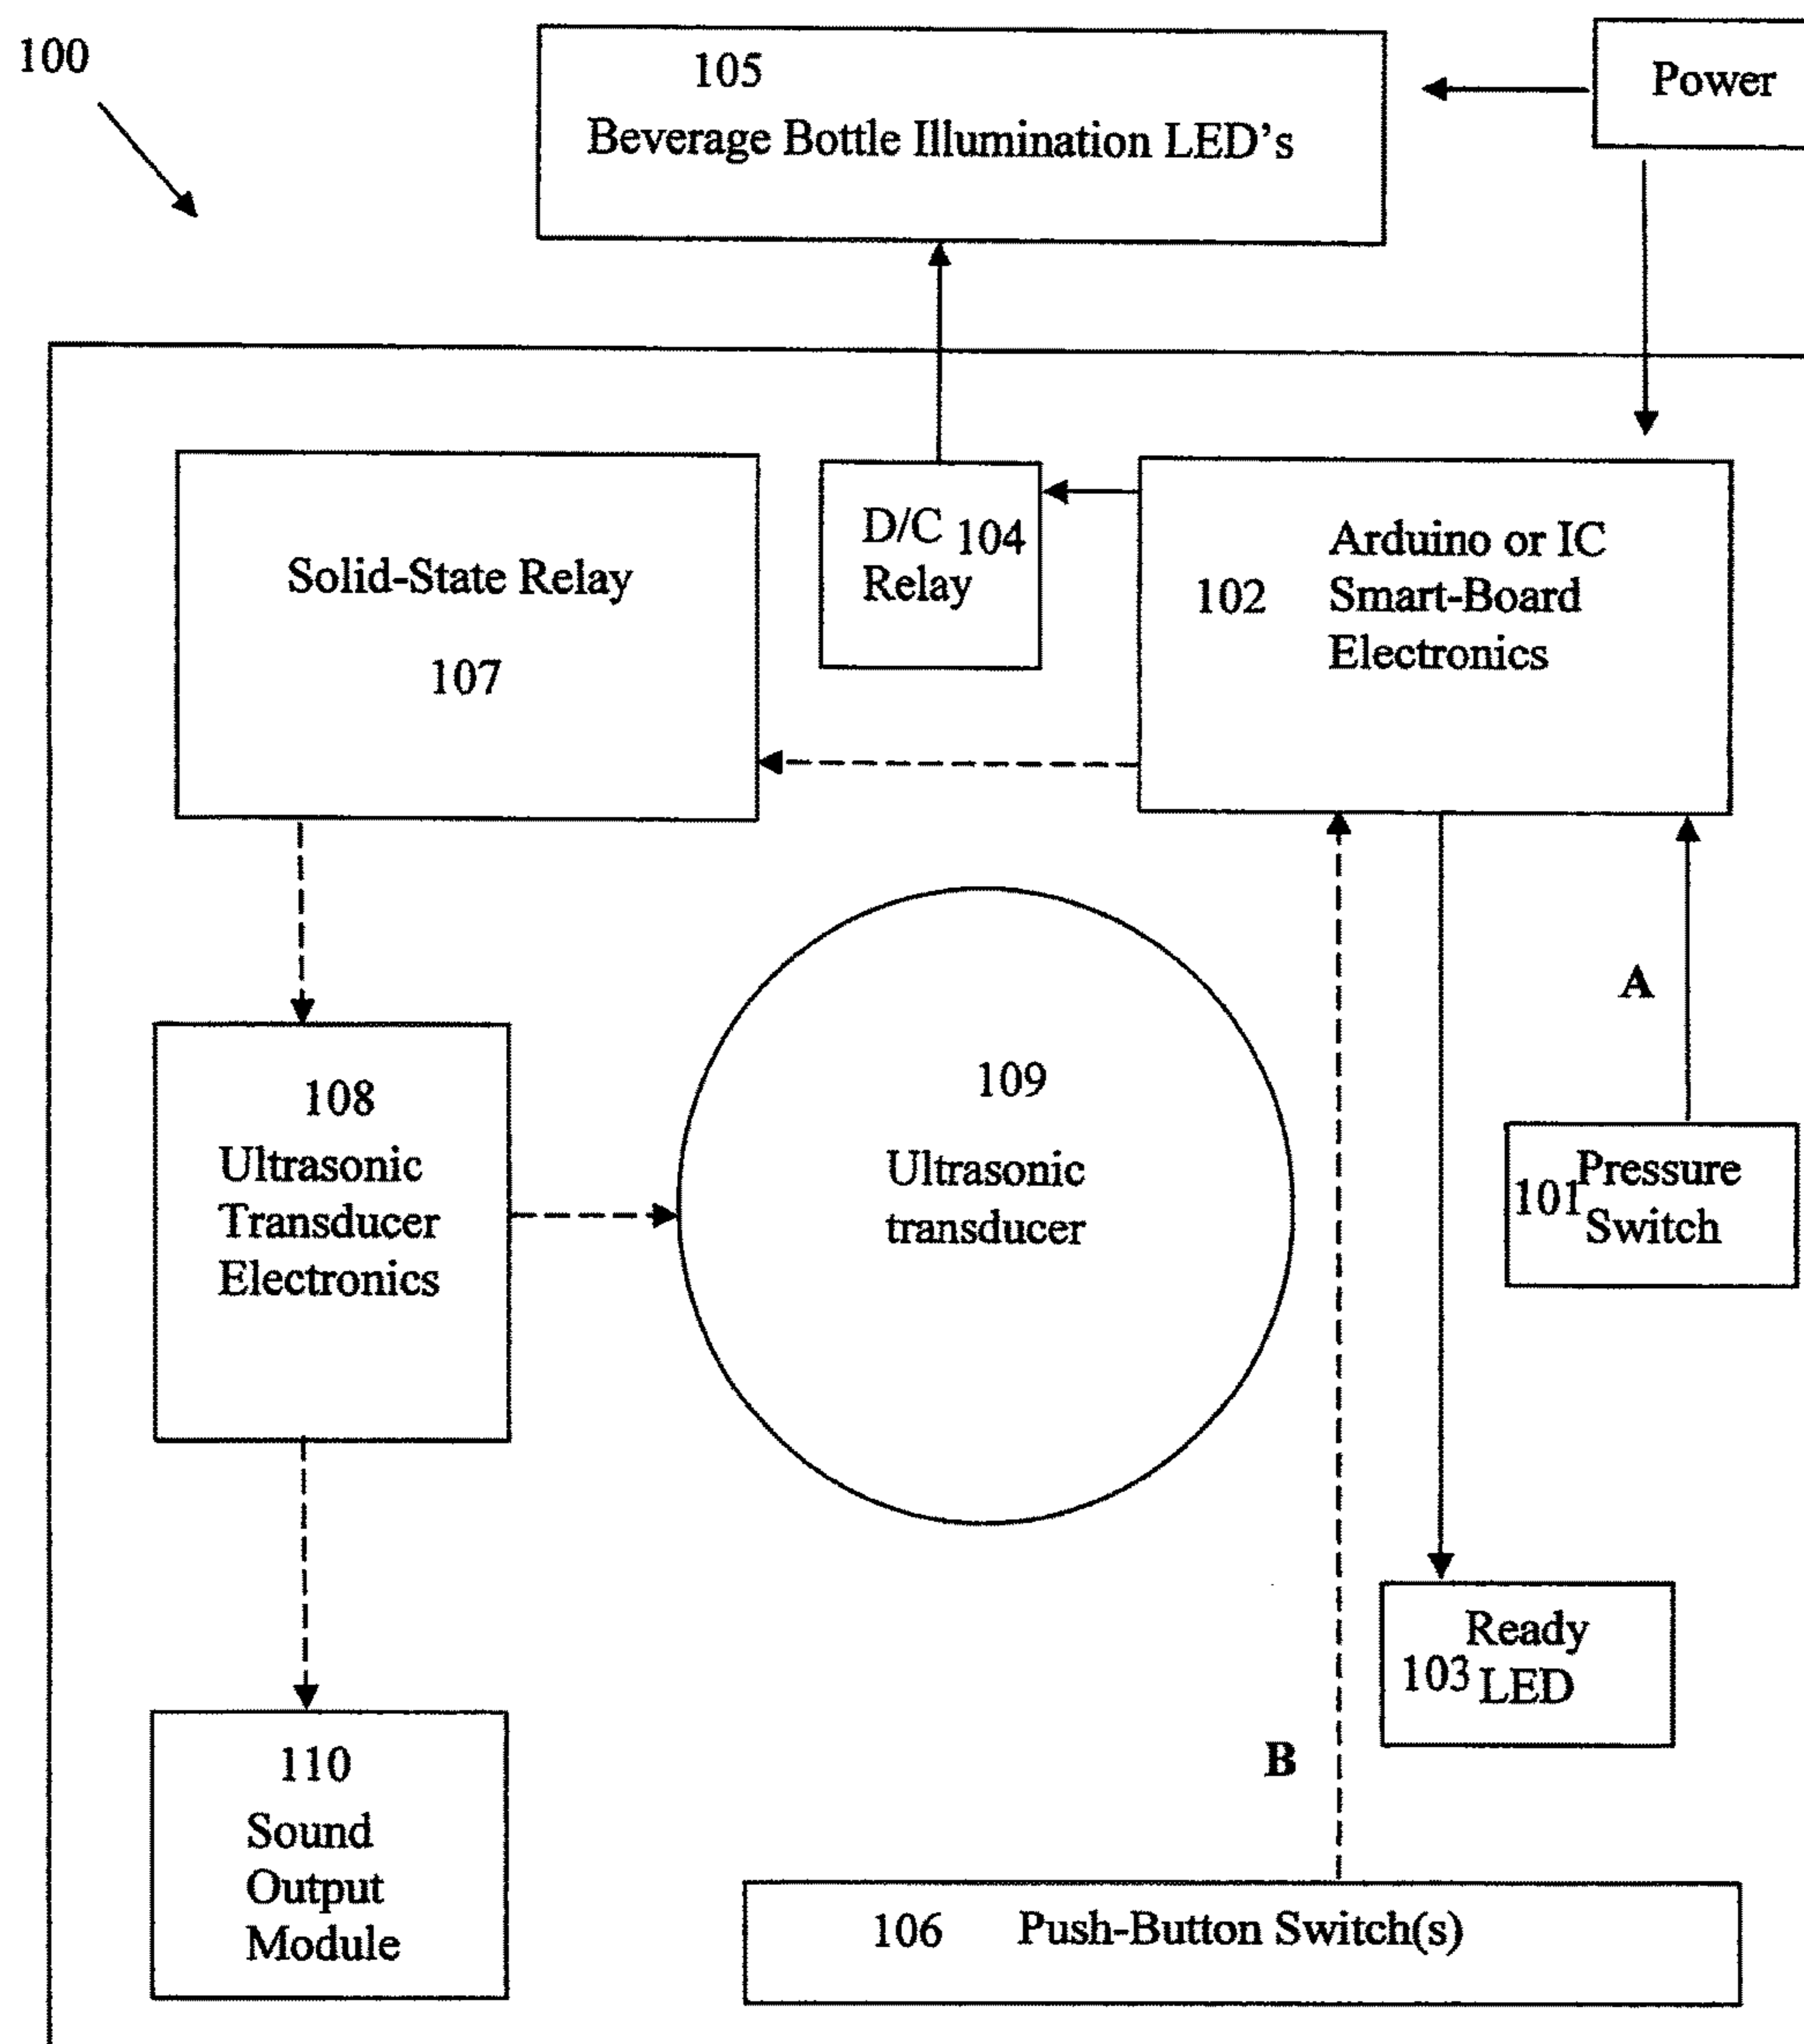 100
105
Beverage Bottle Illumination LED's
Power
Solid-State Relay
107
D/C 104
Relay
102
Arduino or IC
Smart-Board
Electronics
A
108
Ultrasonic
Transducer
Electronics
109
Ultrasonic
transducer
101 Pressure
Switch
103 Ready
LED
B
110
Sound
Output
Module
106 Push-Button Switch(s)